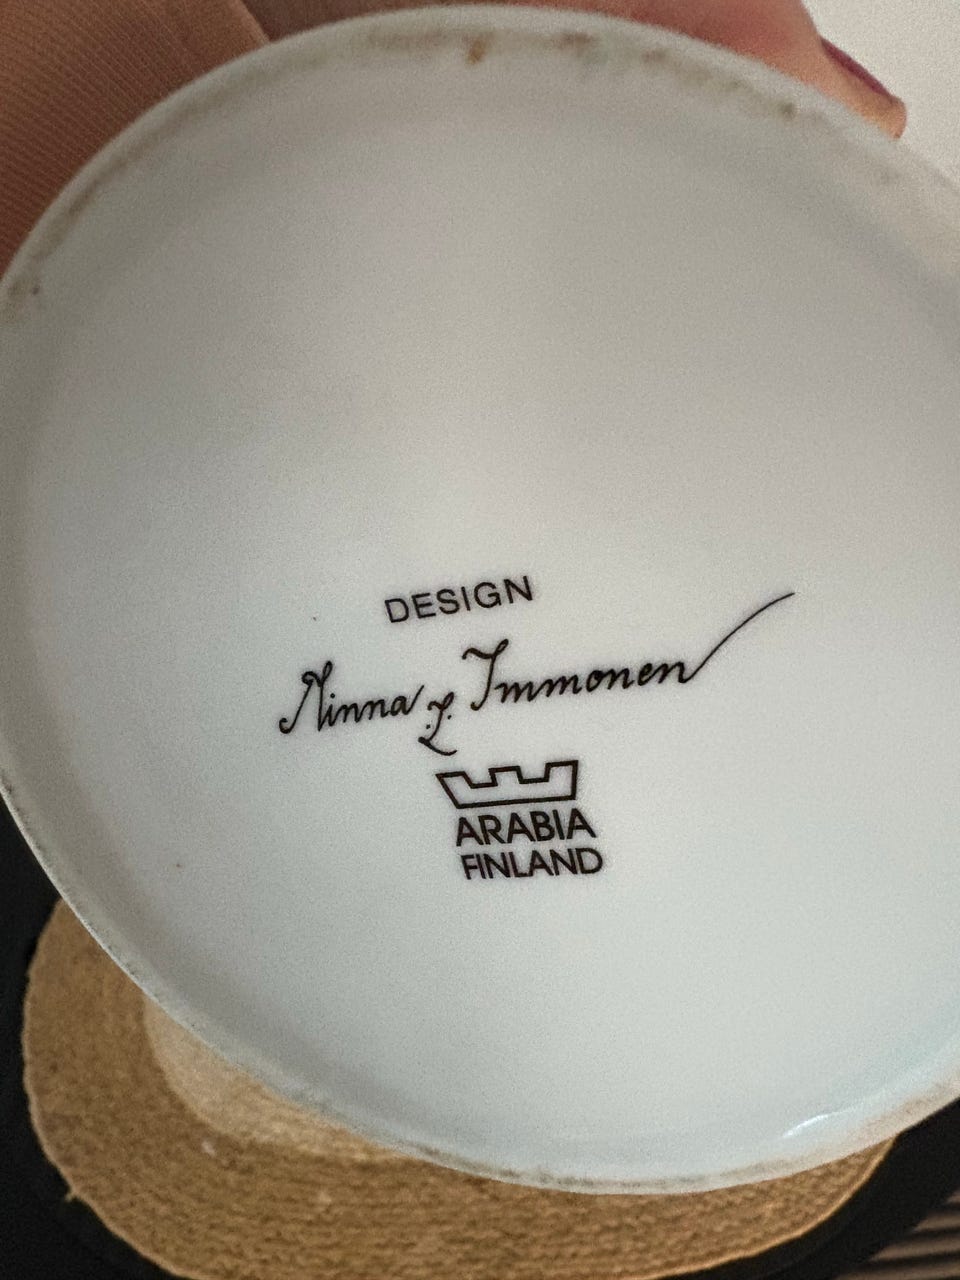 DESIGN
Ninna & Immonen
ARABIA
FINLAND